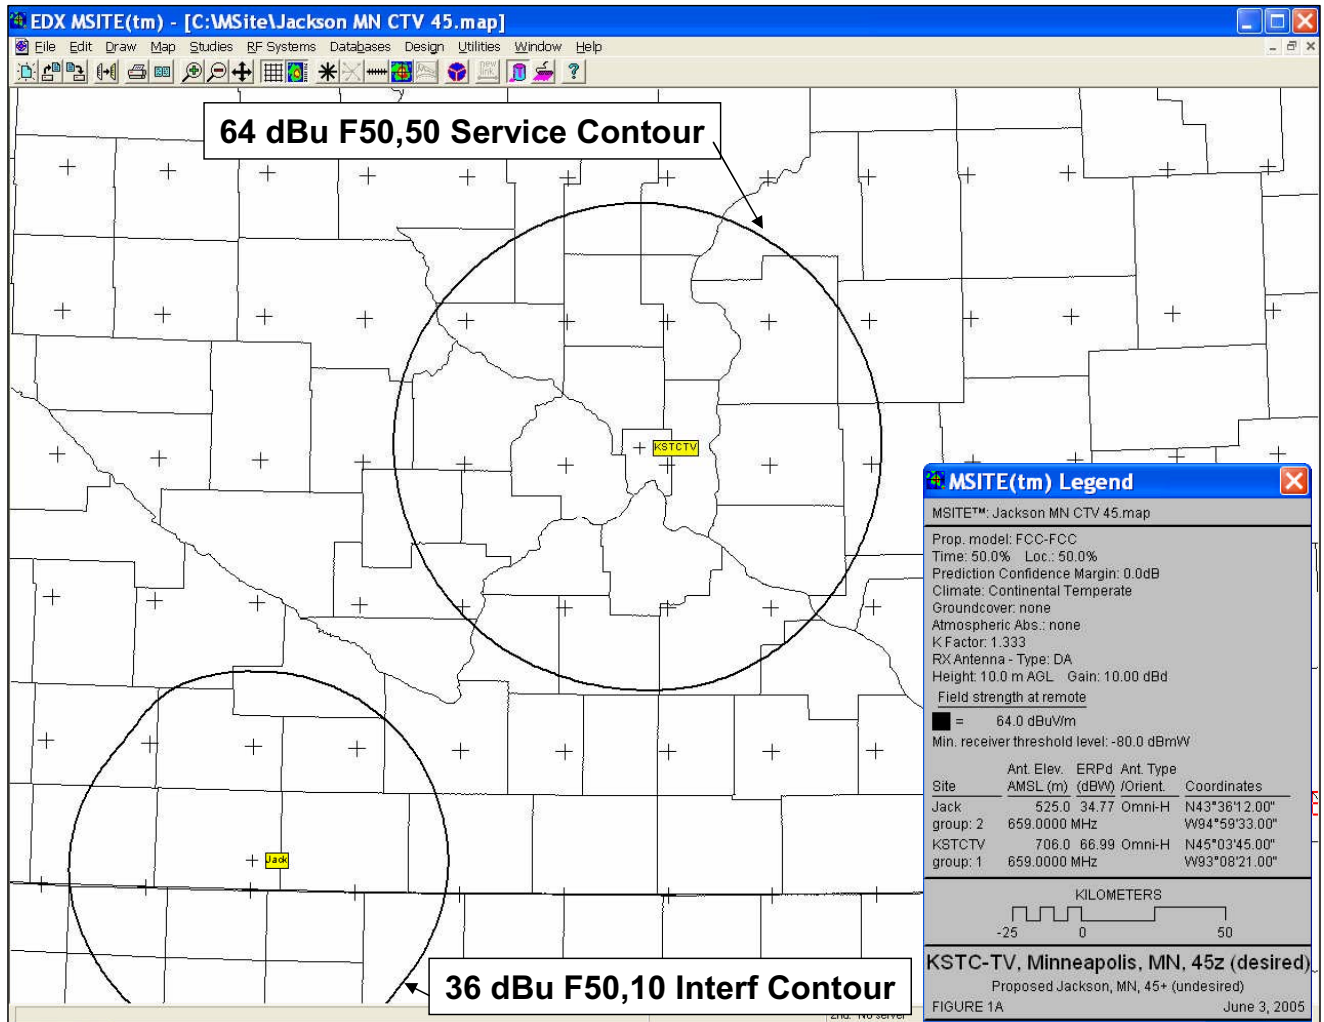 EDX MSITE(tm) - [C:\MSite\Jackson MN CTV 45.map]
File Edit Draw Map Studies RF Systems Databases Design Utilities Window Help
64 dBu F50,50 Service Contour
KSTCTV
Jack
36 dBu F50,10 Interf Contour
MSITE(tm) Legend
MSITE™: Jackson MN CTV 45.map
Prop. model: FCC-FCC
Time: 50.0% Loc.: 50.0%
Prediction Confidence Margin: 0.0dB
Climate: Continental Temperate
Groundcover: none
Atmospheric Abs.: none
K Factor: 1.333
RX Antenna - Type: DA
Height: 10.0 m AGL Gain: 10.00 dBd
Field strength at remote
= 64.0 dBuV/m
Min. receiver threshold level: -80.0 dBmW
Ant. Elev. ERPd Ant. Type
Site AMSL (m) (dBW) /Orient. Coordinates
Jack 525.0 34.77 Omni-H N43°36'12.00"
group: 2 659.0000 MHz W94°59'33.00"
KSTCTV 706.0 66.99 Omni-H N45°03'45.00"
group: 1 659.0000 MHz W93°08'21.00"
KILOMETERS
-25 0 50
KSTC-TV, Minneapolis, MN, 45z (desired)
Proposed Jackson, MN, 45+ (undesired)
FIGURE 1A June 3, 2005